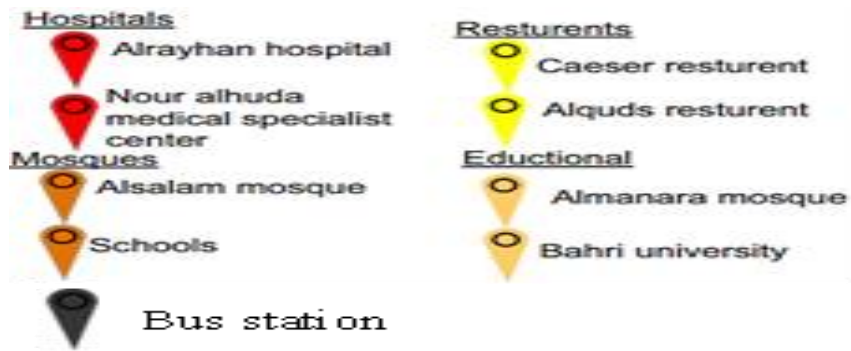 Hospitals
Alrayhan hospital
Nour alhuda
medical specialist
center
Mosques
Alsalam mosque
Schools
Bus station
Resturents
Caeser resturent
Alquds resturent
Eductional
Almanara mosque
Bahri university